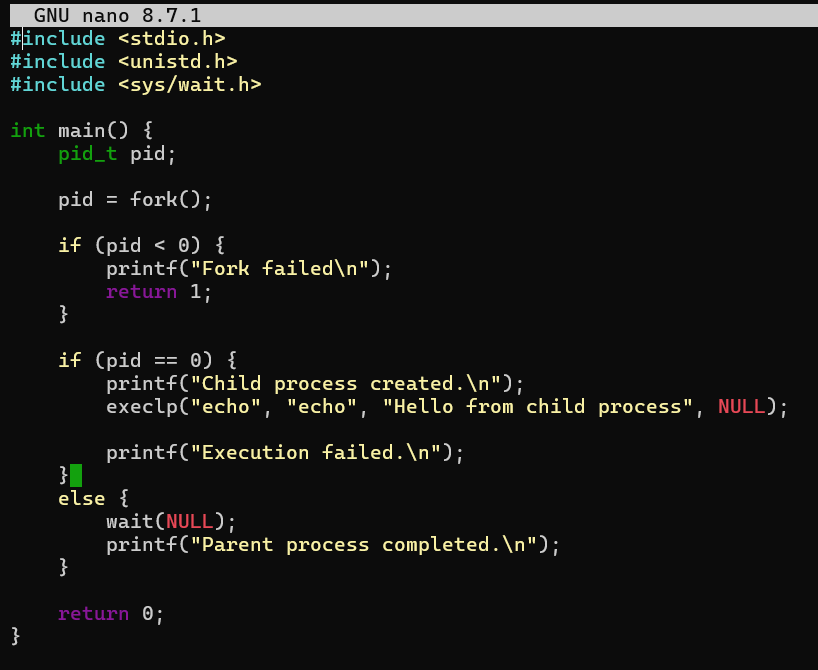 GNU nano 8.7.1
#include <stdio.h>
#include <unistd.h>
#include <sys/wait.h>
int main() {
    pid_t pid;
    pid = fork();
    if (pid < 0) {
        printf("Fork failed\n");
        return 1;
    }
    if (pid == 0) {
        printf("Child process created.\n");
        execlp("echo", "echo", "Hello from child process", NULL);
        printf("Execution failed.\n");
    }
    else {
        wait(NULL);
        printf("Parent process completed.\n");
    }
    return 0;
}